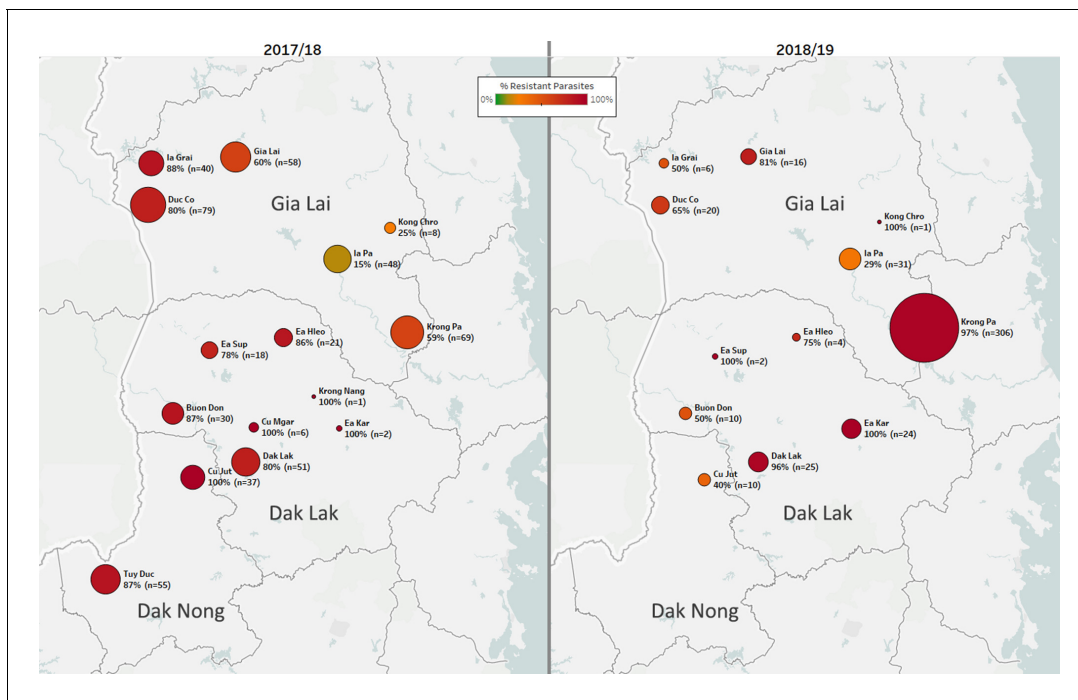 2017/18
2018/19
% Resistant Parasites
0%
100%
Ia Grai
88% (n=40)
Gia Lai
60% (n=58)
Duc Co
80% (n=79)
Gia Lai
Kong Chro
25% (n=8)
Ia Pa
15% (n=48)
Krong Pa
59% (n=69)
Ea Hleo
86% (n=21)
Ea Sup
78% (n=18)
Krong Nang
100% (n=1)
Buon Don
87% (n=30)
Cu Mgar
100% (n=6)
Ea Kar
100% (n=2)
Dak Lak
80% (n=51)
Cu Jut
100% (n=37)
Dak Lak
Tuy Duc
87% (n=55)
Dak Nong
Ia Grai
50% (n=6)
Gia Lai
81% (n=16)
Duc Co
65% (n=20)
Gia Lai
Kong Chro
100% (n=1)
Ia Pa
29% (n=31)
Krong Pa
97% (n=306)
Ea Hleo
75% (n=4)
Ea Sup
100% (n=2)
Buon Don
50% (n=10)
Ea Kar
100% (n=24)
Dak Lak
96% (n=25)
Cu Jut
40% (n=10)
Dak Lak
Dak Nong